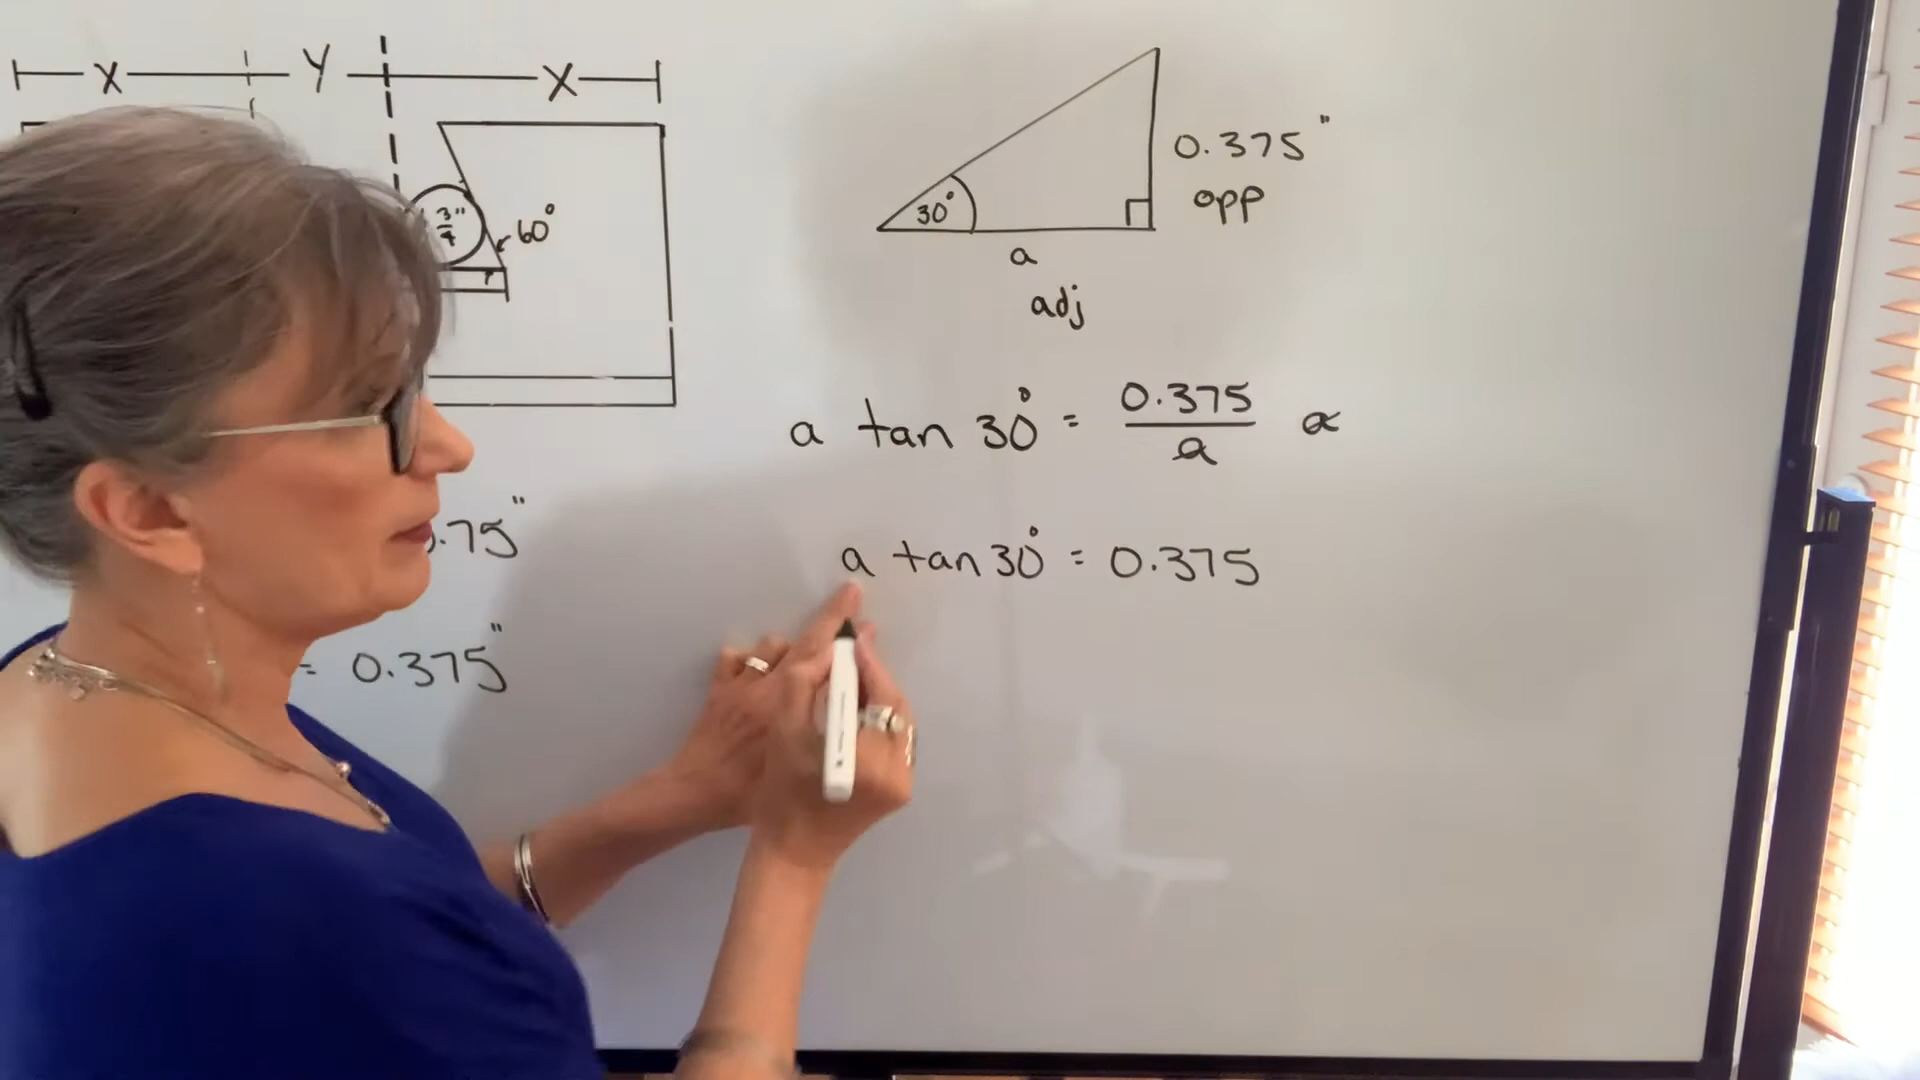 X Y X
3/4" 60°
.75"
= 0.375"
30° 0.375"
opp
a
adj
a tan 30° = 0.375/a a
a tan 30° = 0.375